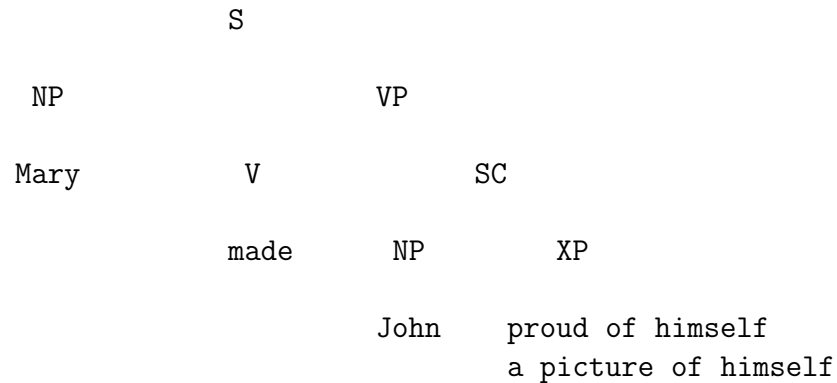 S
NP VP
Mary V SC
made NP XP
John proud of himself
a picture of himself